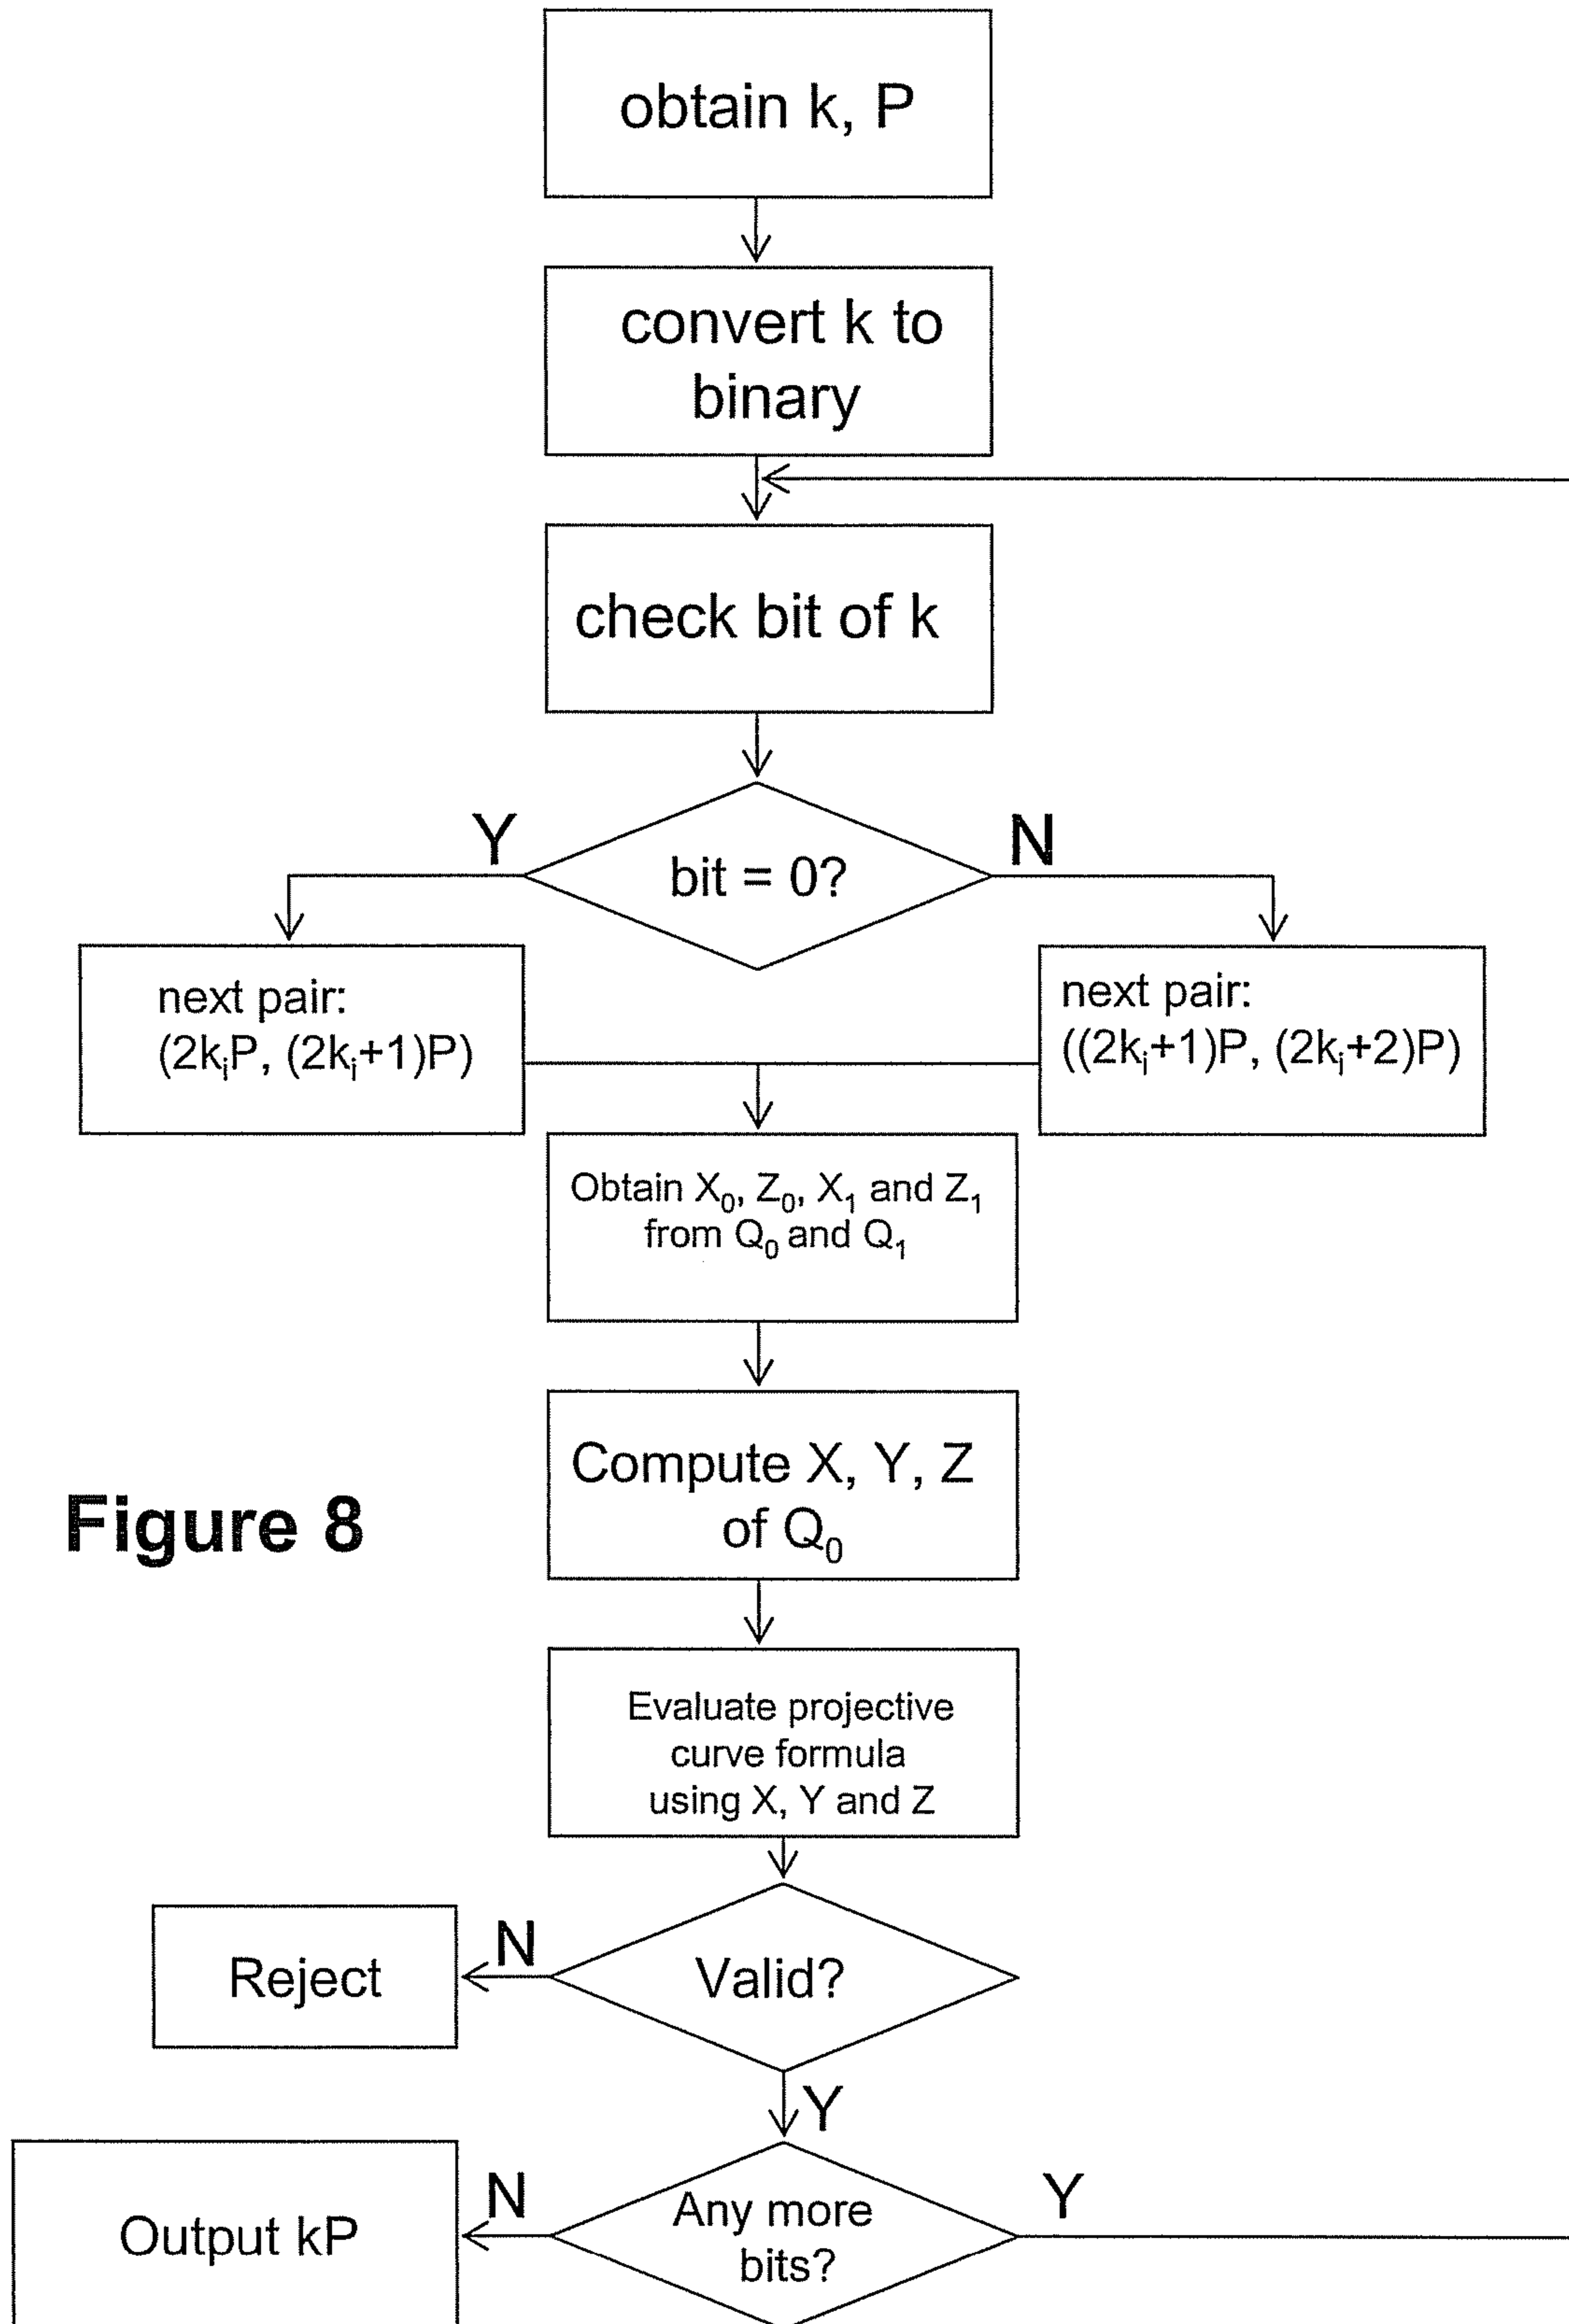 obtain k, P
convert k to
binary
check bit of k
Y
N
bit = 0?
next pair:
(2kᵢP, (2kᵢ+1)P)
next pair:
((2kᵢ+1)P, (2kᵢ+2)P)
Obtain X₀, Z₀, X₁ and Z₁
from Q₀ and Q₁
Compute X, Y, Z
of Q₀
Figure 8
Evaluate projective
curve formula
using X, Y and Z
Reject
N
Valid?
Y
Output kP
N
Any more
bits?
Y